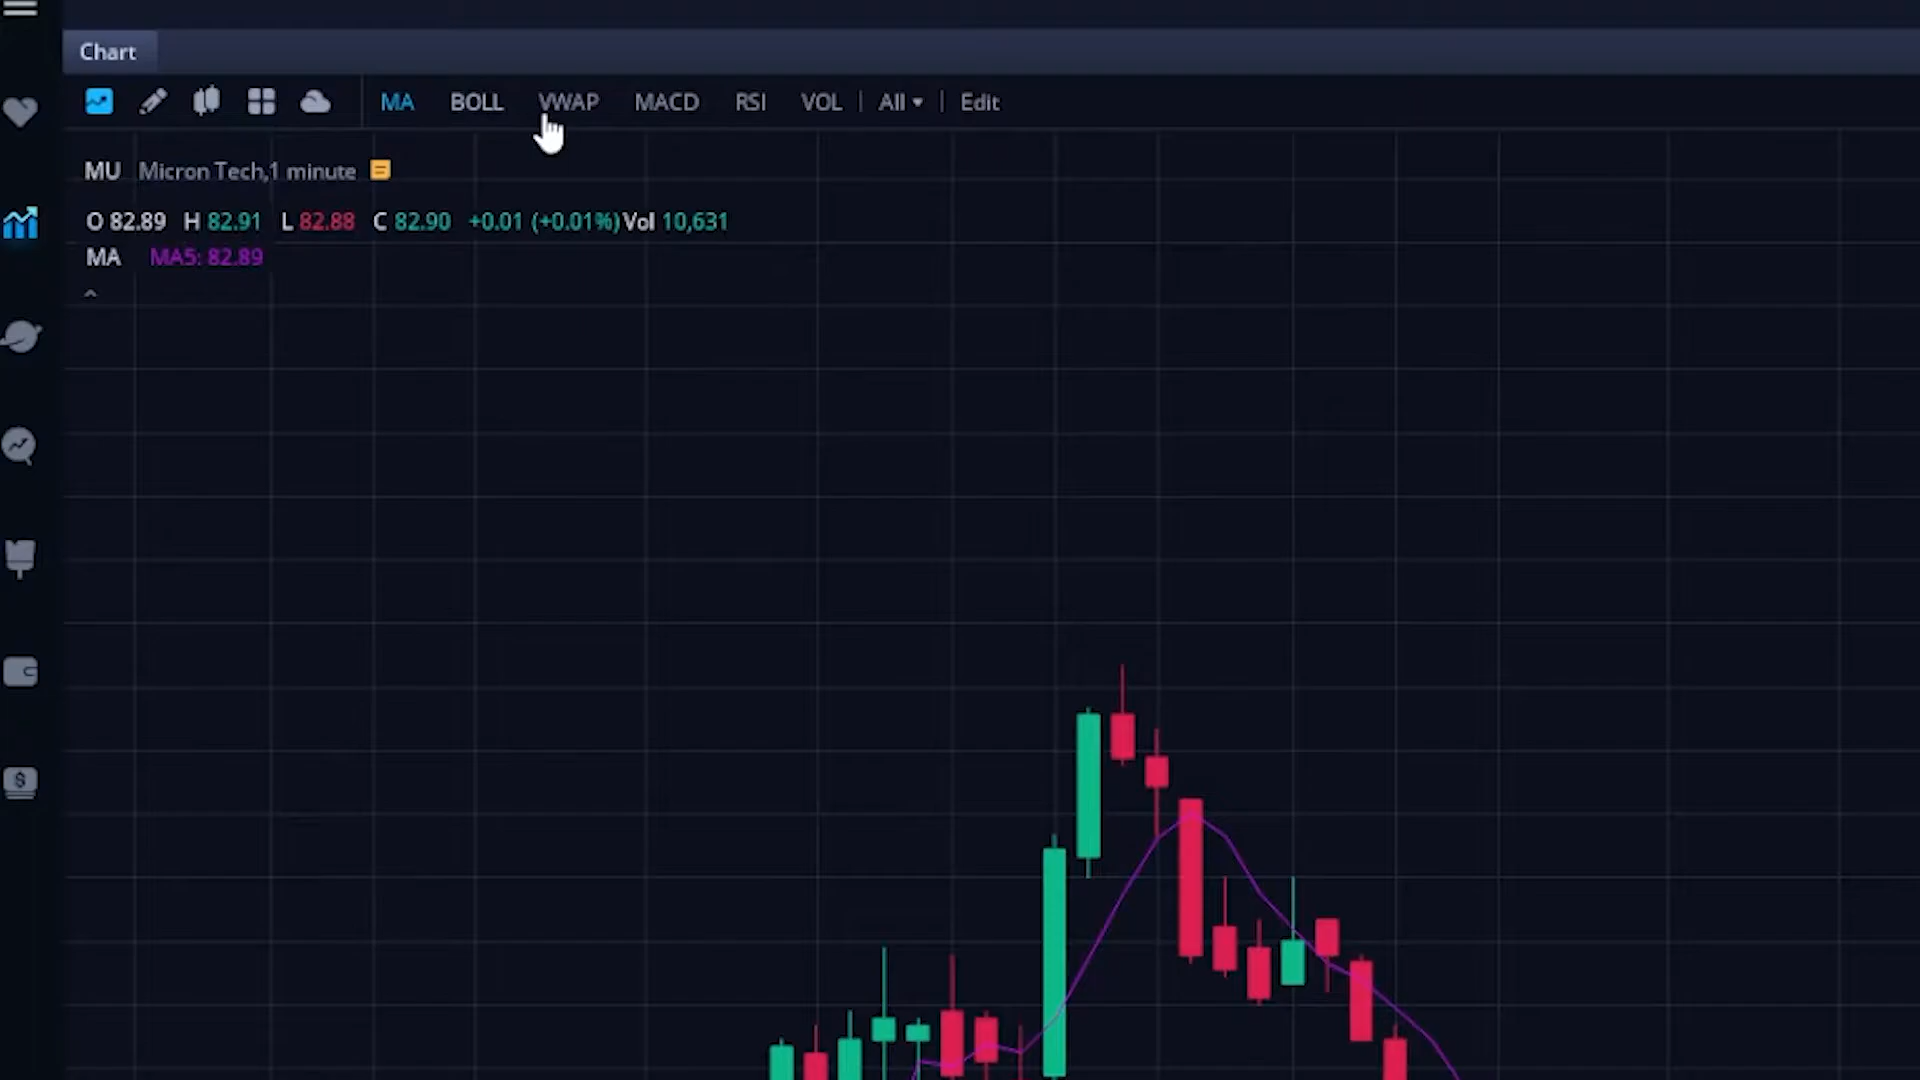 Chart
MA BOLL VWAP MACD RSI VOL All Edit
MU Micron Tech,1 minute
O 82.89 H 82.91 L 82.88 C 82.90 +0.01 (+0.01%) Vol 10,631
MA MA5: 82.89
$